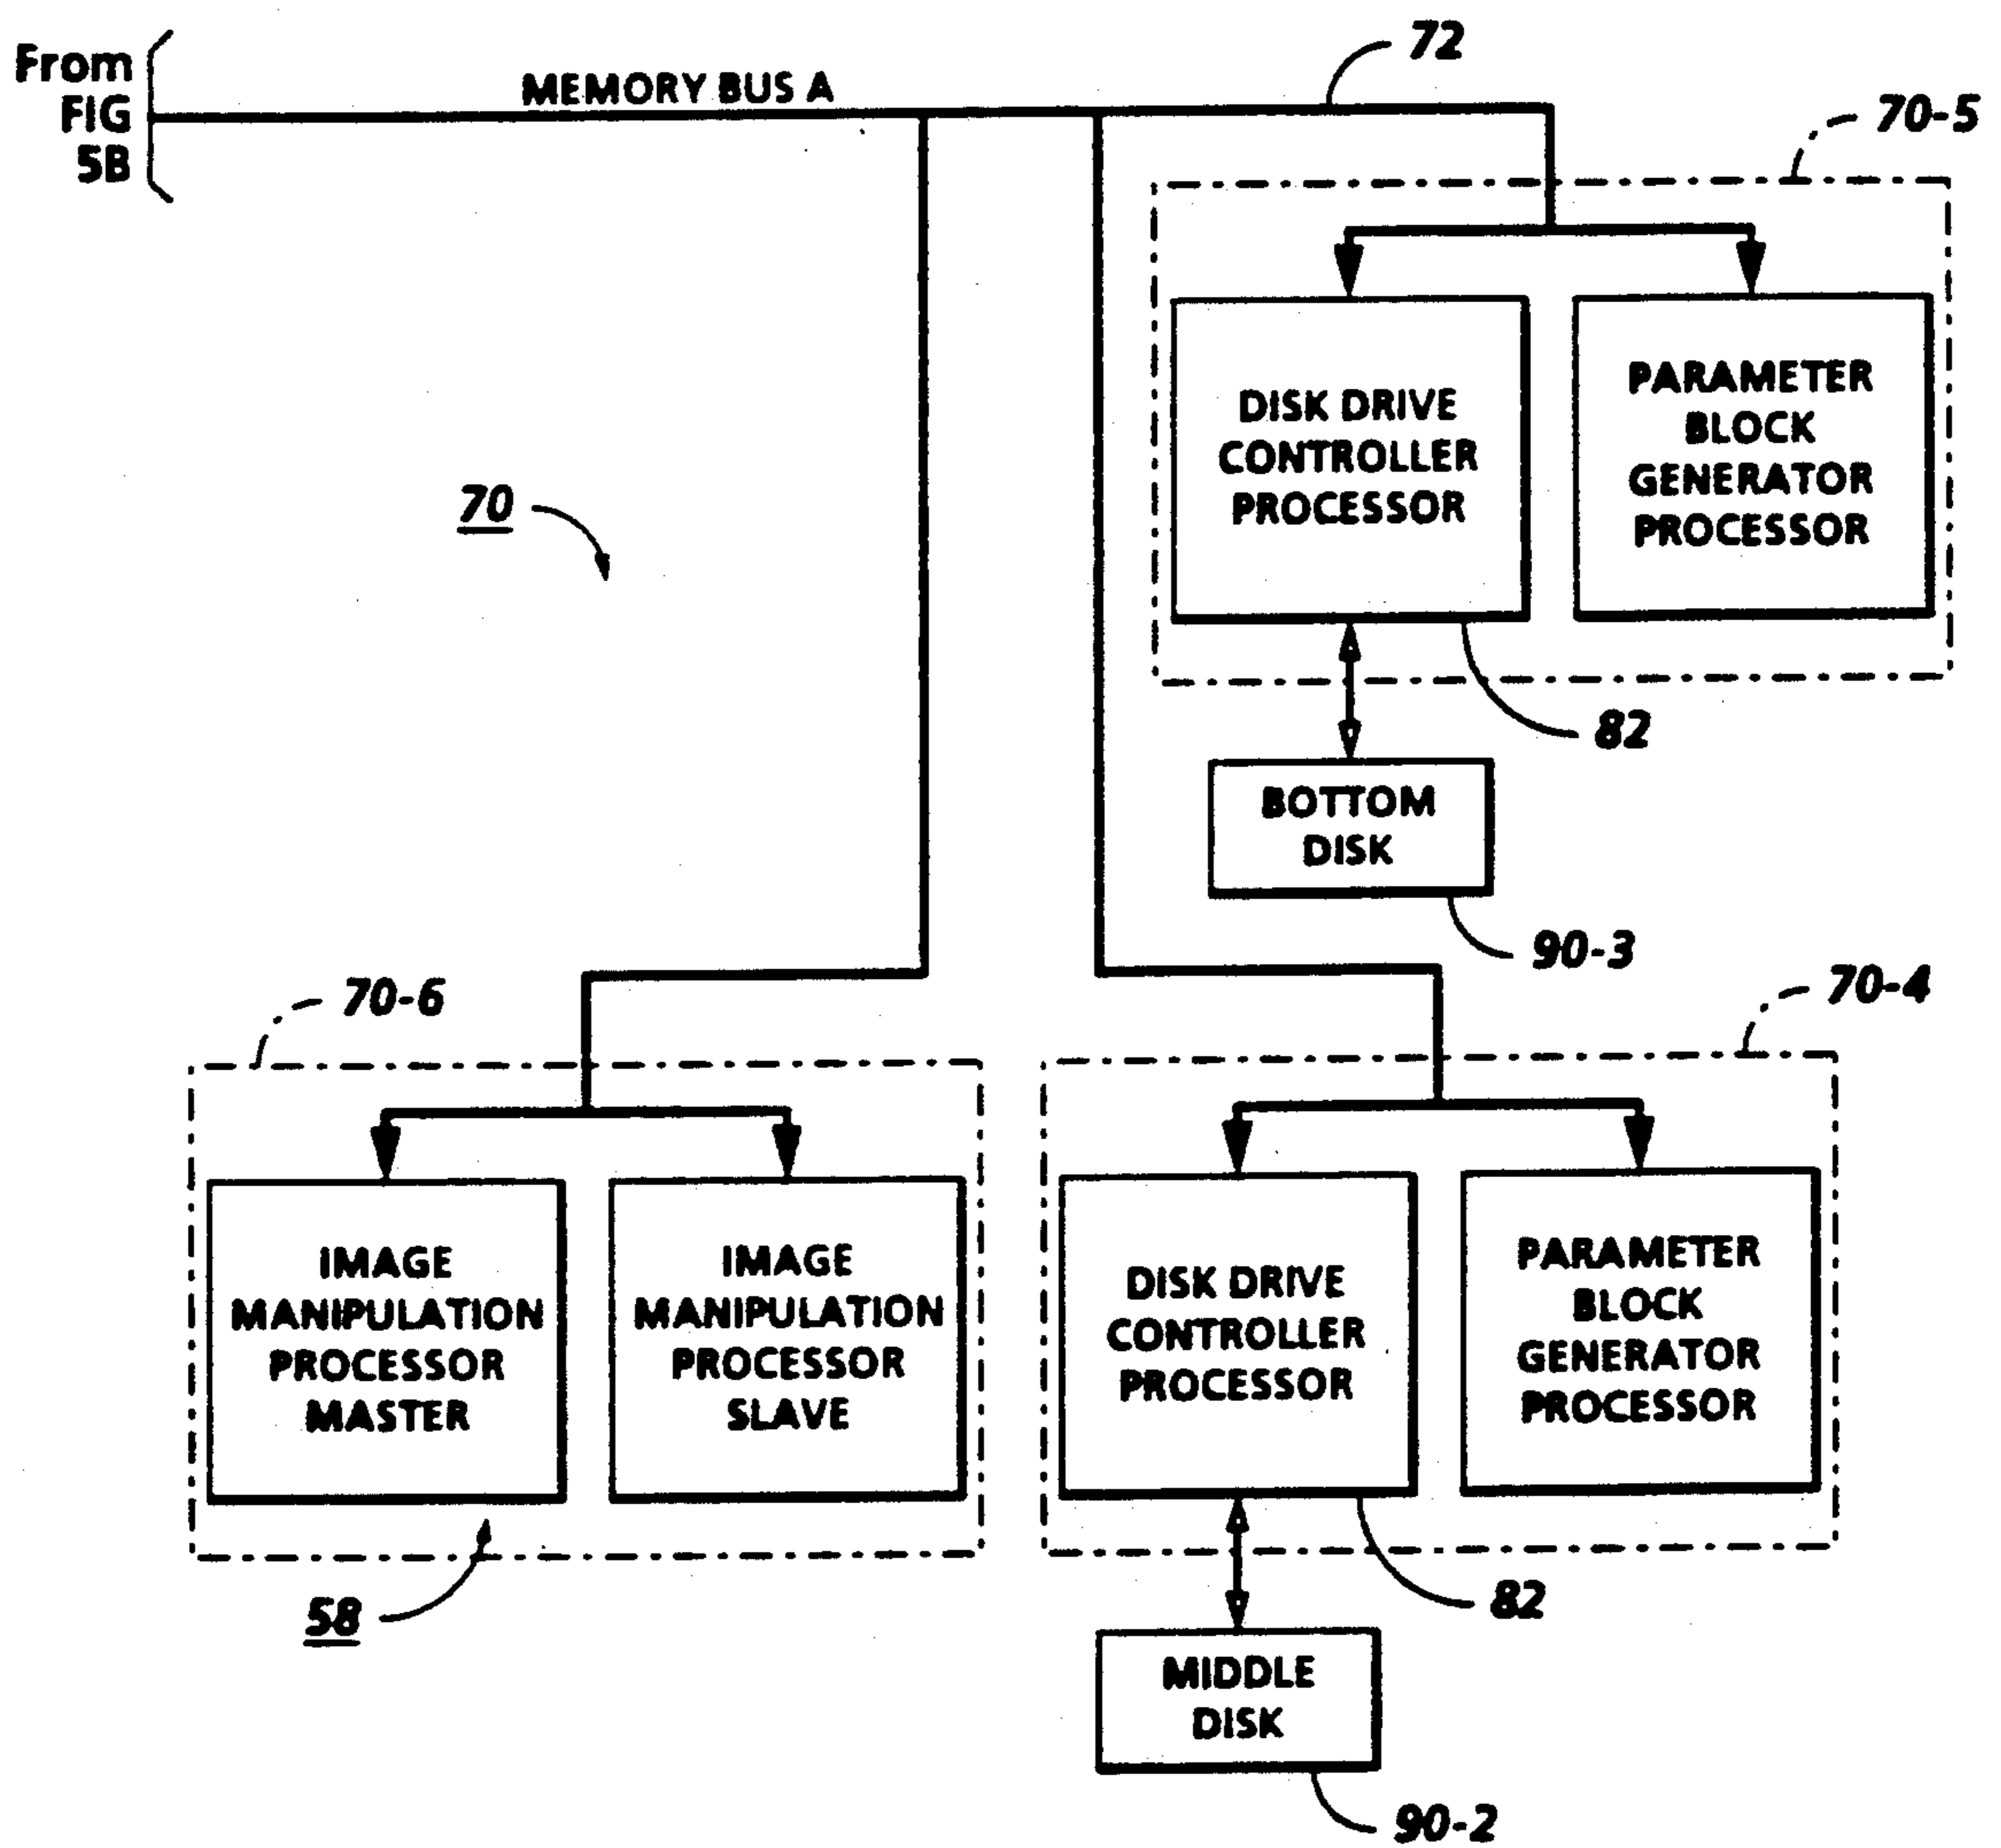 From
FIG
5B
MEMORY BUS A
72
70-5
DISK DRIVE
CONTROLLER
PROCESSOR
PARAMETER
BLOCK
GENERATOR
PROCESSOR
70
82
BOTTOM
DISK
90-3
70-6
70-4
IMAGE
MANIPULATION
PROCESSOR
MASTER
IMAGE
MANIPULATION
PROCESSOR
SLAVE
DISK DRIVE
CONTROLLER
PROCESSOR
PARAMETER
BLOCK
GENERATOR
PROCESSOR
58
82
MIDDLE
DISK
90-2